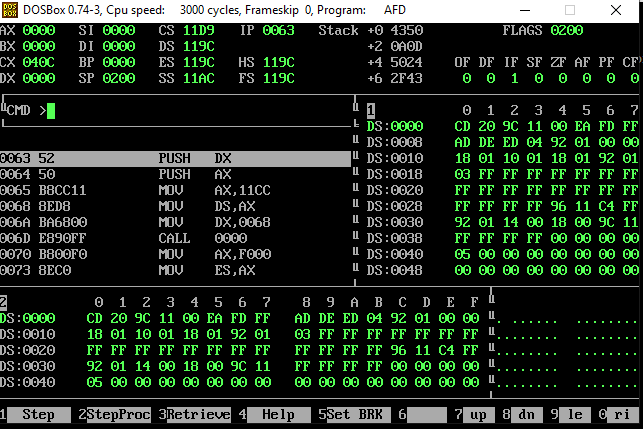 DOSBox 0.74-3, Cpu speed: 3000 cycles, Frameskip 0, Program: AFD
AX 0000 SI 0000 CS 11D9 IP 0063 Stack +0 4350 FLAGS 0200
BX 0000 DI 0000 DS 119C +2 0A0D
CX 040C BP 0000 ES 119C HS 119C +4 5024 OF DF IF SF ZF AF PF CF
DX 0000 SP 0200 SS 11AC FS 119C +6 2F43 0 0 1 0 0 0 0 0
CMD > 1 0 1 2 3 4 5 6 7
DS:0000 CD 20 9C 11 00 EA FD FF
DS:0008 AD DE ED 04 92 01 00 00
0063 52 PUSH DX DS:0010 18 01 10 01 18 01 92 01
0064 50 PUSH AX DS:0018 03 FF FF FF FF FF FF FF
0065 B8CC11 MOV AX,11CC DS:0020 FF FF FF FF FF FF FF FF
0068 8ED8 MOV DS,AX DS:0028 FF FF FF FF 96 11 C4 FF
006A BA6800 MOV DX,0068 DS:0030 92 01 14 00 18 00 9C 11
006D E890FF CALL 0000 DS:0038 FF FF FF FF 00 00 00 00
0070 B800F0 MOV AX,F000 DS:0040 05 00 00 00 00 00 00 00
0073 8EC0 MOV ES,AX DS:0048 00 00 00 00 00 00 00 00
2 0 1 2 3 4 5 6 7 8 9 A B C D E F
DS:0000 CD 20 9C 11 00 EA FD FF AD DE ED 04 92 01 00 00
DS:0010 18 01 10 01 18 01 92 01 03 FF FF FF FF FF FF FF
DS:0020 FF FF FF FF FF FF FF FF FF FF FF FF 96 11 C4 FF
DS:0030 92 01 14 00 18 00 9C 11 FF FF FF FF 00 00 00 00
DS:0040 05 00 00 00 00 00 00 00 00 00 00 00 00 00 00 00
1 Step 2 StepProc 3 Retrieve 4 Help 5 Set BRK 6 7 up 8 dn 9 le 0 ri